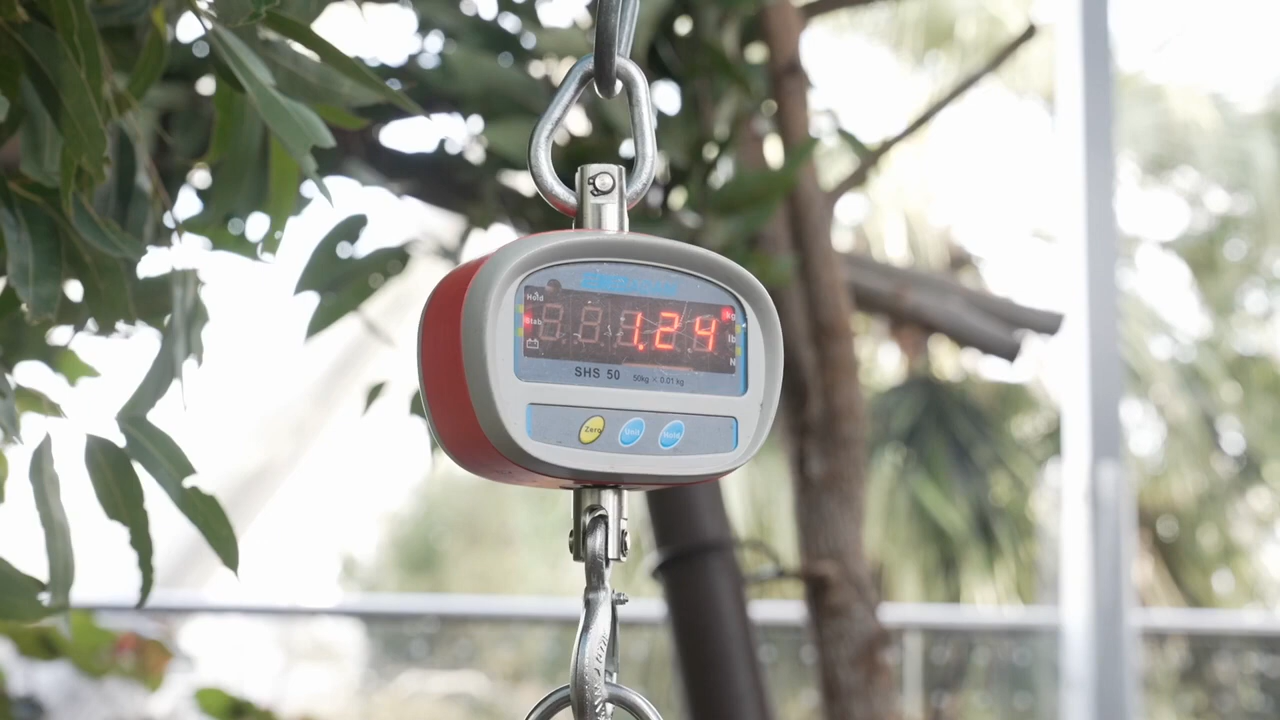 Hold
Stab
1.24
kg
lb
N
SHS 50 50kg × 0.01 kg
Zero Unit Hold